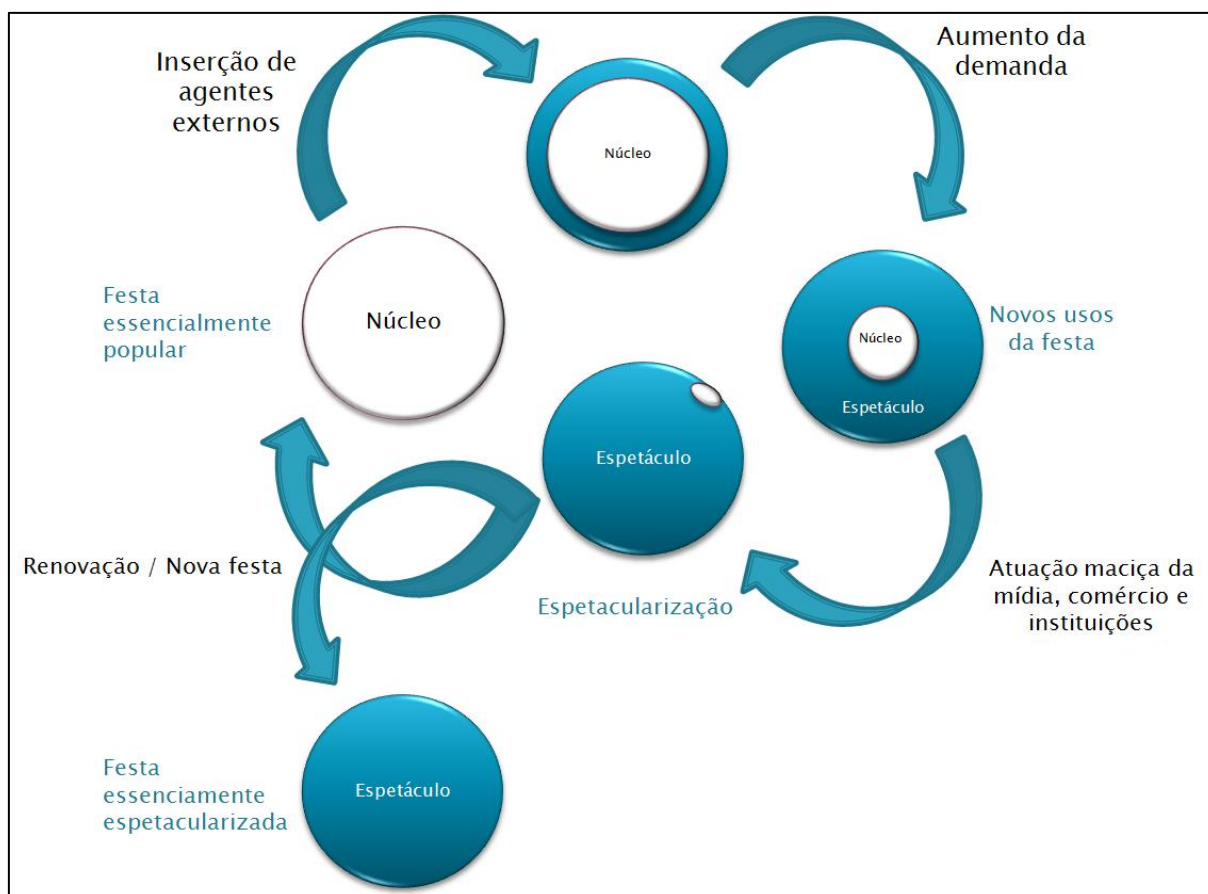 Inserção de
agentes
externos
Núcleo
Aumento da
demanda
Festa
essencialmente
popular
Núcleo
Núcleo
Espetáculo
Novos usos
da festa
Espetáculo
Renovação / Nova festa
Espetacularização
Atuação maciça da
mídia, comércio e
instituições
Festa
essenciamente
espetacularizada
Espetáculo